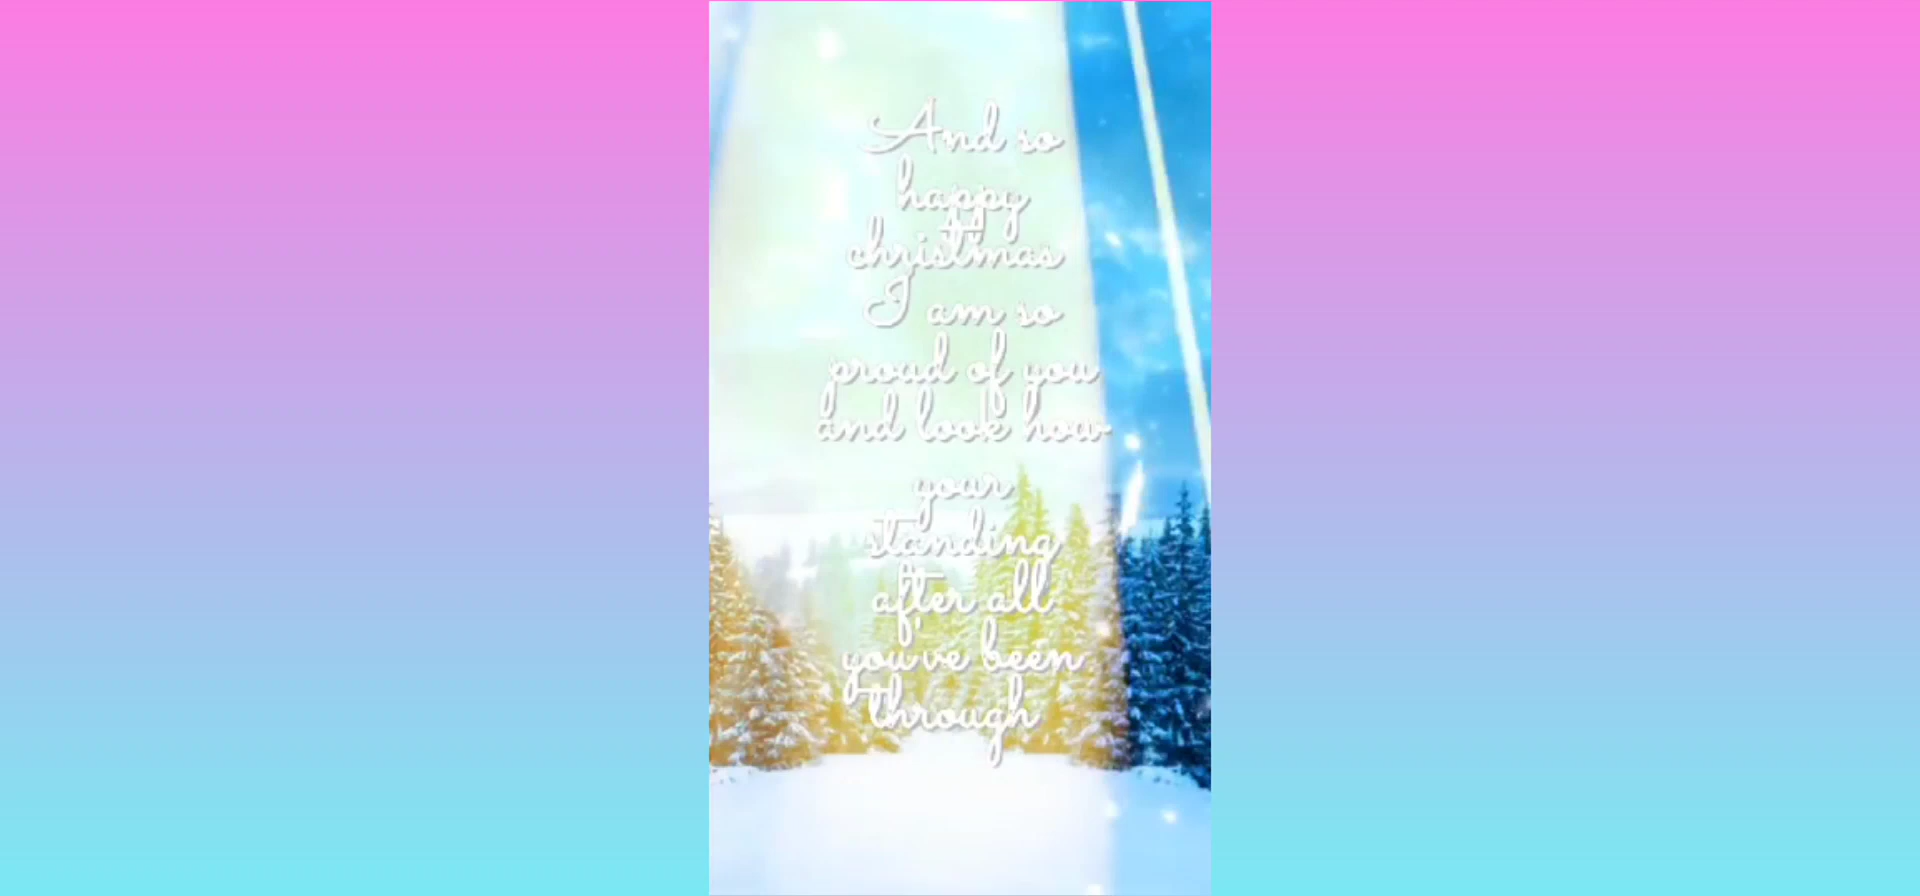 And so
happy
christmas
I am so
proud of you
and look how
your
standing
after all
you've been
through